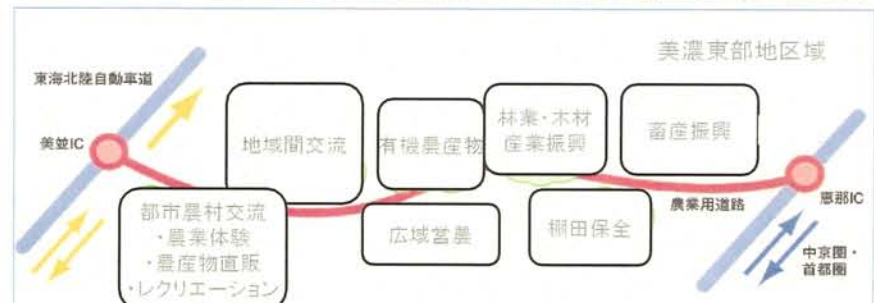 美濃東部地区域
東海北陸自動車道
美並IC
地域間交流
有機農産物
林業・木材
産業振興
畜産振興
都市農村交流
・農業体験
・農産物直販
・レクリエーション
広域営農
棚田保全
農業用道路
恵那IC
中京圏・
首都圏